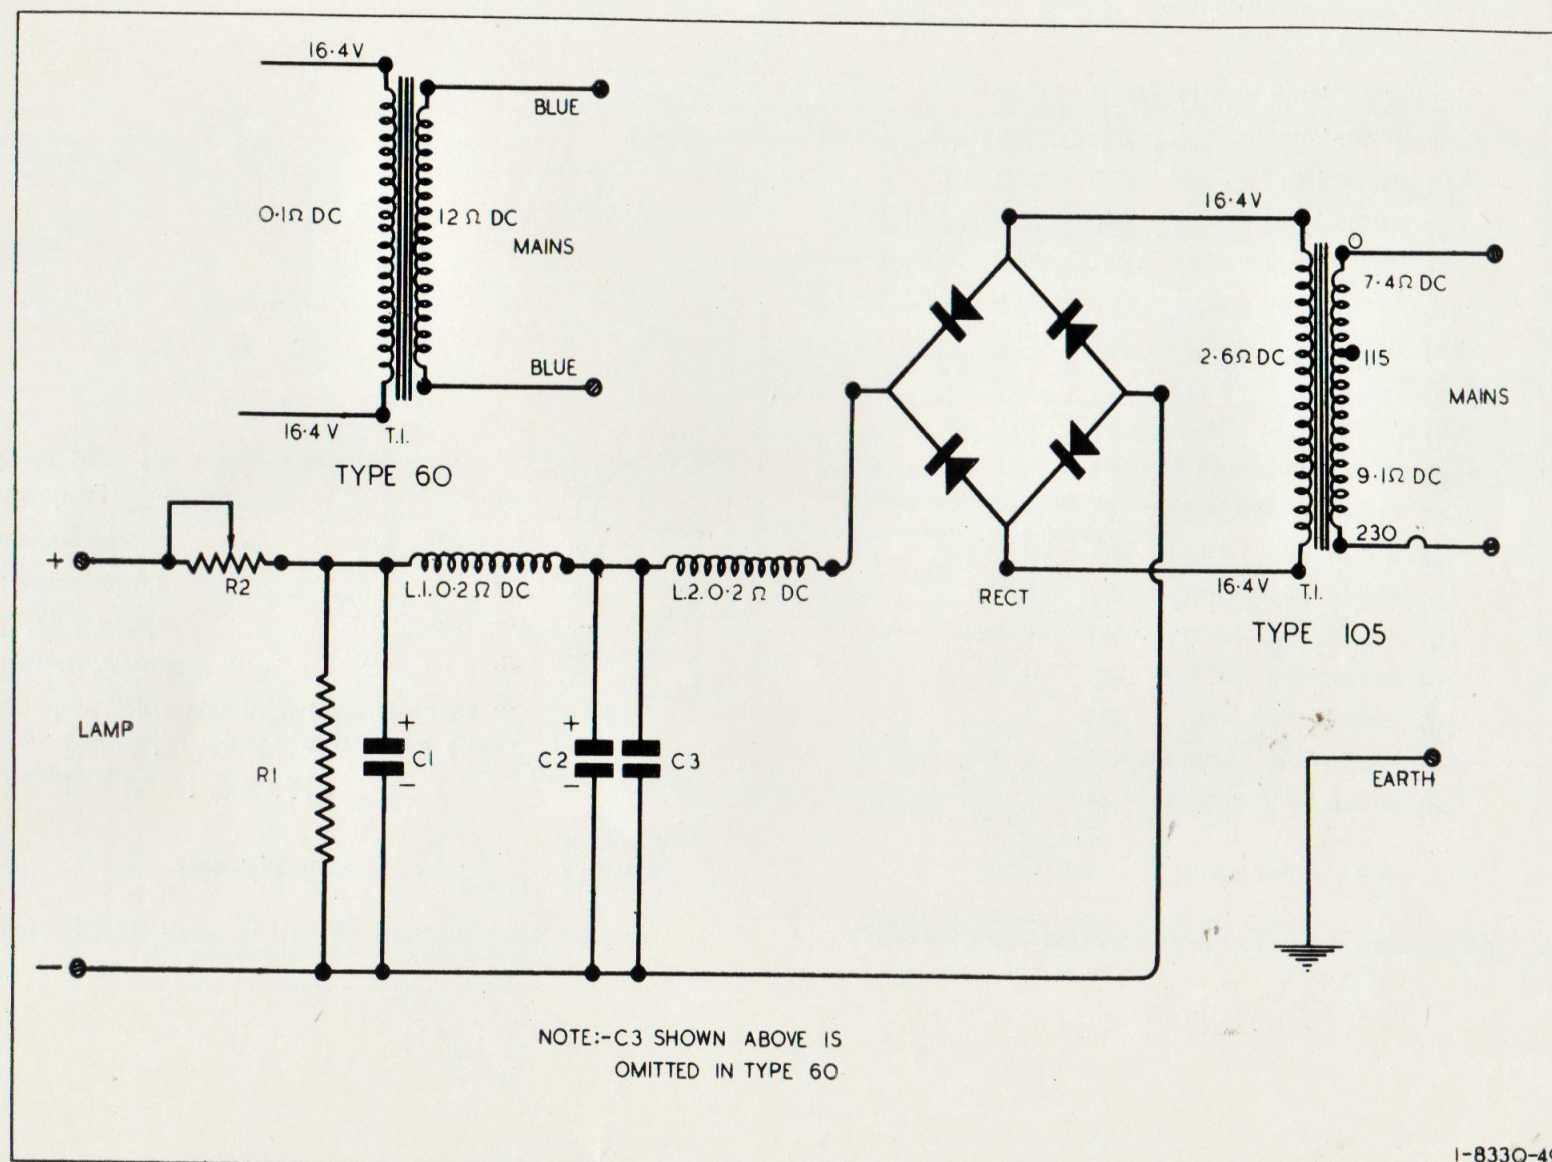 16·4V
BLUE
0·1Ω DC
12 Ω DC
MAINS
BLUE
16·4 V
T.1.
TYPE 60
16·4V
0
7·4Ω DC
2·6Ω DC
115
MAINS
9·1Ω DC
230
16·4V
T.1.
RECT
TYPE 105
+
R2
L.1.0·2 Ω DC
L.2.0·2 Ω DC
LAMP
R1
+
C1
−
+
C2
−
C3
EARTH
−
NOTE:-C3 SHOWN ABOVE IS
OMITTED IN TYPE 60
1-8330-49